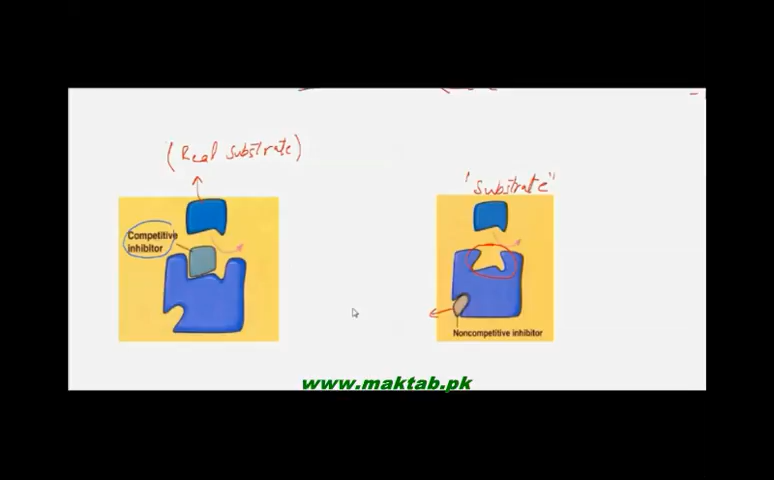 (Real Substrate)
"Substrate"
Competitive
inhibitor
Noncompetitive inhibitor
www.maktab.pk